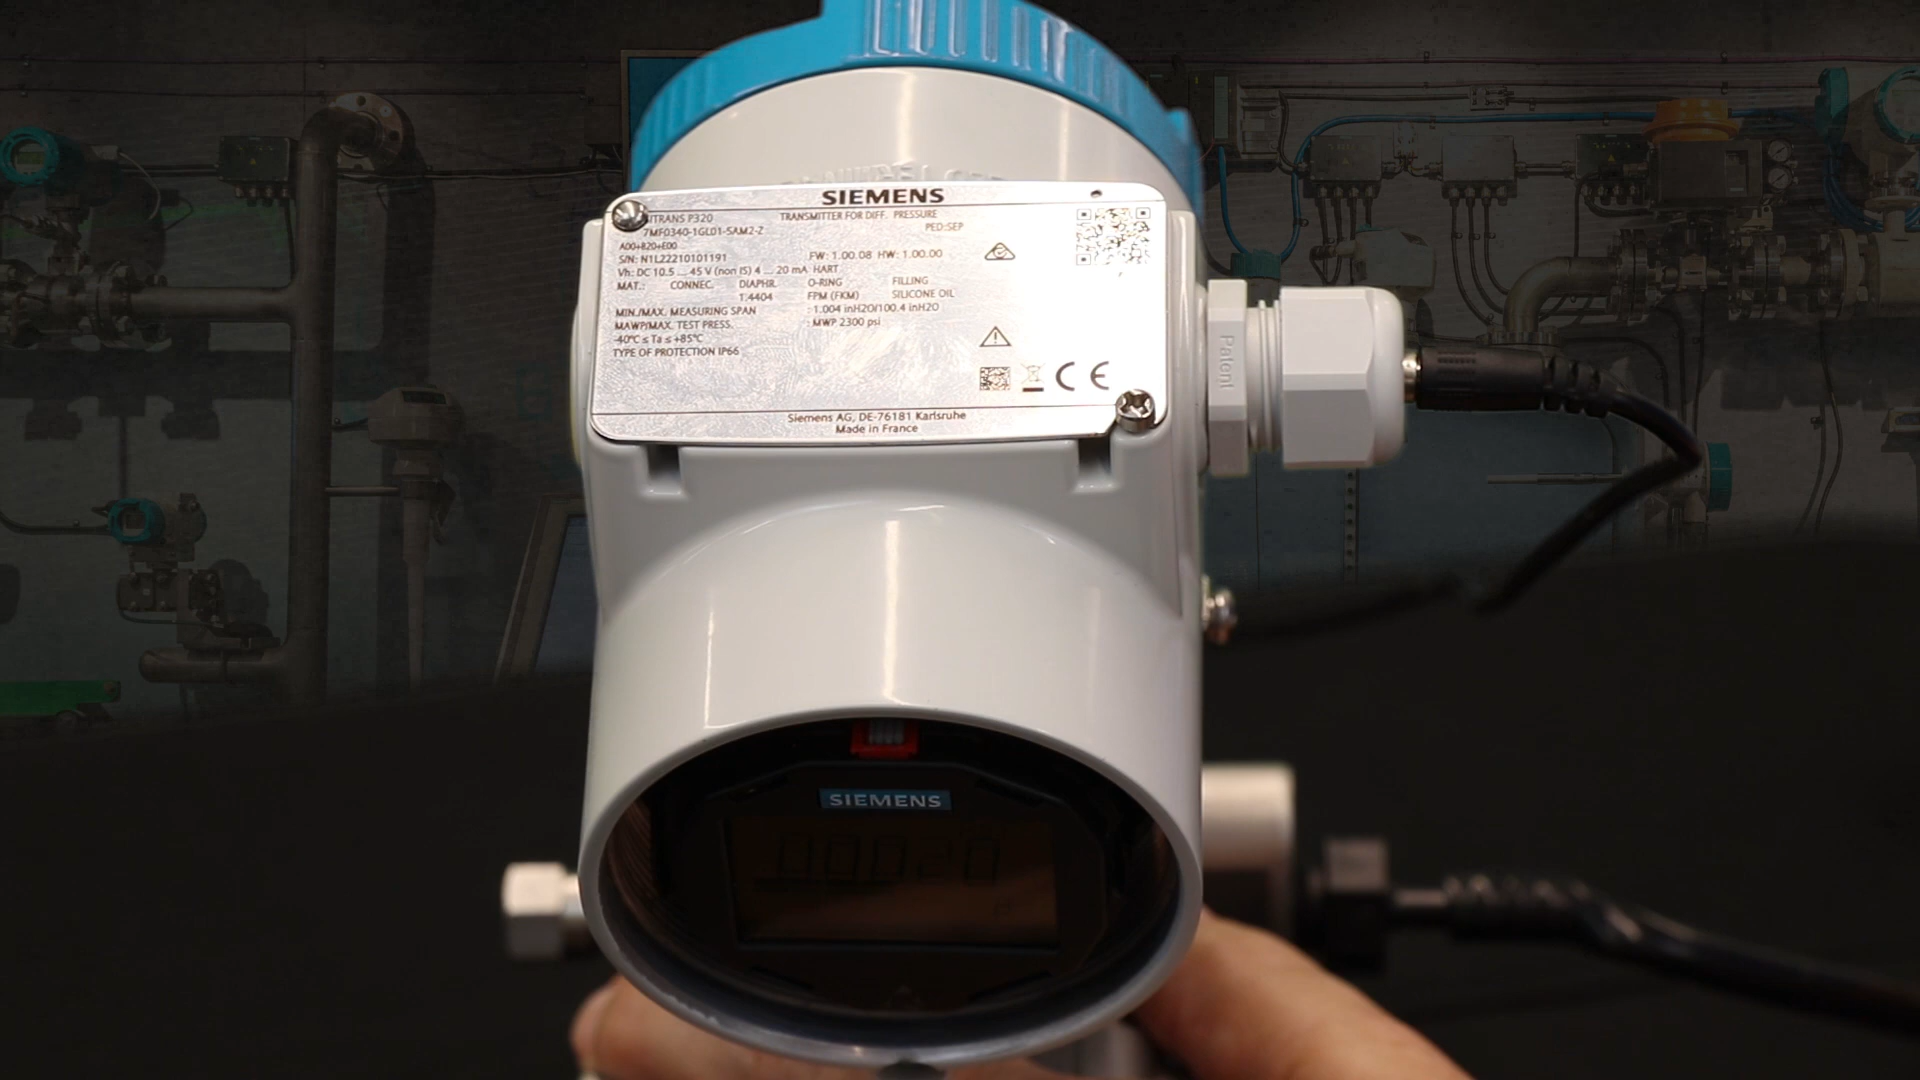 SIEMENS
ITRANS P320 TRANSMITTER FOR DIFF. PRESSURE
7MF0340-1GL01-5AM2-Z PED:SEP
A00+B20+E00
S/N: N1L22210101191 FW: 1.00.08 HW: 1.00.00
Vh: DC 10.5 ... 45 V (non IS) 4 ... 20 mA HART
MAT.: CONNEC. DIAPHR. O-RING FILLING
1.4404 FPM (FKM) SILICONE OIL
MIN./MAX. MEASURING SPAN : 1.004 inH2O/100.4 inH2O
MAWP/MAX. TEST PRESS. : MWP 2300 psi
-40°C ≤ Ta ≤ +85°C
TYPE OF PROTECTION IP66
CE
Siemens AG, DE-76181 Karlsruhe
Made in France
Patent
SIEMENS